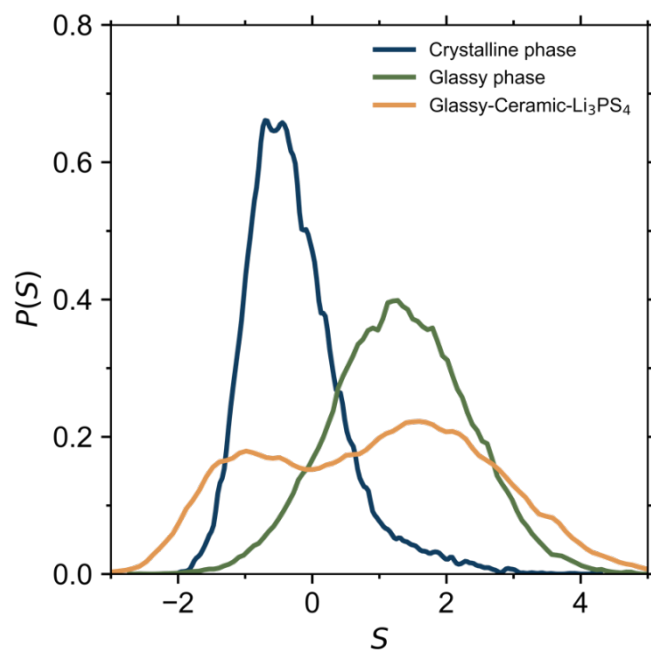 0.8
0.6
0.4
0.2
0.0
P(S)
Crystalline phase
Glassy phase
Glassy-Ceramic-Li₃PS₄
−2 0 2 4
S